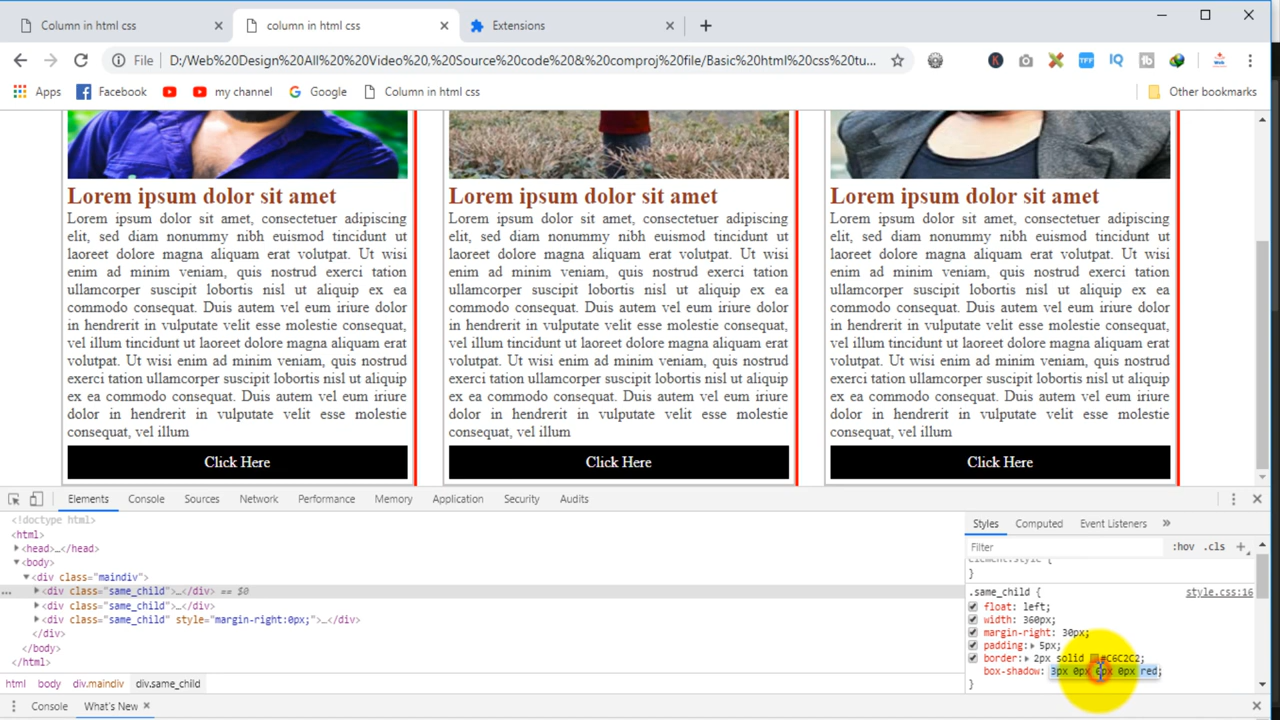 Column in html css
column in html css
Extensions
File
D:/Web%20Design%20All%20Video%20,%20Source%20code%20&%20comproj%20file/Basic%20html%20css%20tu...
Apps
Facebook
my channel
Google
Column in html css
Other bookmarks
Lorem ipsum dolor sit amet
Lorem ipsum dolor sit amet, consectetuer adipiscing
elit, sed diam nonummy nibh euismod tincidunt ut
laoreet dolore magna aliquam erat volutpat. Ut wisi
enim ad minim veniam, quis nostrud exerci tation
ullamcorper suscipit lobortis nisl ut aliquip ex ea
commodo consequat. Duis autem vel eum iriure dolor
in hendrerit in vulputate velit esse molestie consequat,
vel illum tincidunt ut laoreet dolore magna aliquam erat
volutpat. Ut wisi enim ad minim veniam, quis nostrud
exerci tation ullamcorper suscipit lobortis nisl ut aliquip
ex ea commodo consequat. Duis autem vel eum iriure
dolor in hendrerit in vulputate velit esse molestie
consequat, vel illum
Click Here
Lorem ipsum dolor sit amet
Lorem ipsum dolor sit amet, consectetuer adipiscing
elit, sed diam nonummy nibh euismod tincidunt ut
laoreet dolore magna aliquam erat volutpat. Ut wisi
enim ad minim veniam, quis nostrud exerci tation
ullamcorper suscipit lobortis nisl ut aliquip ex ea
commodo consequat. Duis autem vel eum iriure dolor
in hendrerit in vulputate velit esse molestie consequat,
vel illum tincidunt ut laoreet dolore magna aliquam erat
volutpat. Ut wisi enim ad minim veniam, quis nostrud
exerci tation ullamcorper suscipit lobortis nisl ut aliquip
ex ea commodo consequat. Duis autem vel eum iriure
dolor in hendrerit in vulputate velit esse molestie
consequat, vel illum
Click Here
Lorem ipsum dolor sit amet
Lorem ipsum dolor sit amet, consectetuer adipiscing
elit, sed diam nonummy nibh euismod tincidunt ut
laoreet dolore magna aliquam erat volutpat. Ut wisi
enim ad minim veniam, quis nostrud exerci tation
ullamcorper suscipit lobortis nisl ut aliquip ex ea
commodo consequat. Duis autem vel eum iriure dolor
in hendrerit in vulputate velit esse molestie consequat,
vel illum tincidunt ut laoreet dolore magna aliquam erat
volutpat. Ut wisi enim ad minim veniam, quis nostrud
exerci tation ullamcorper suscipit lobortis nisl ut aliquip
ex ea commodo consequat. Duis autem vel eum iriure
dolor in hendrerit in vulputate velit esse molestie
consequat, vel illum
Click Here
Elements Console Sources Network Performance Memory Application Security Audits
<!doctype html>
<html>
<head>…</head>
<body>
<div class="maindiv">
<div class="same_child">…</div> == $0
<div class="same_child">…</div>
<div class="same_child" style="margin-right:0px;">…</div>
</div>
</body>
</html>
html body div.maindiv div.same_child
Styles Computed Event Listeners »
Filter :hov .cls +
element.style {
}
.same_child { style.css:16
float: left;
width: 360px;
margin-right: 30px;
padding: 5px;
border: 2px solid #C6C2C2;
box-shadow: 3px 0px 0px 0px red;
}
Console What's New